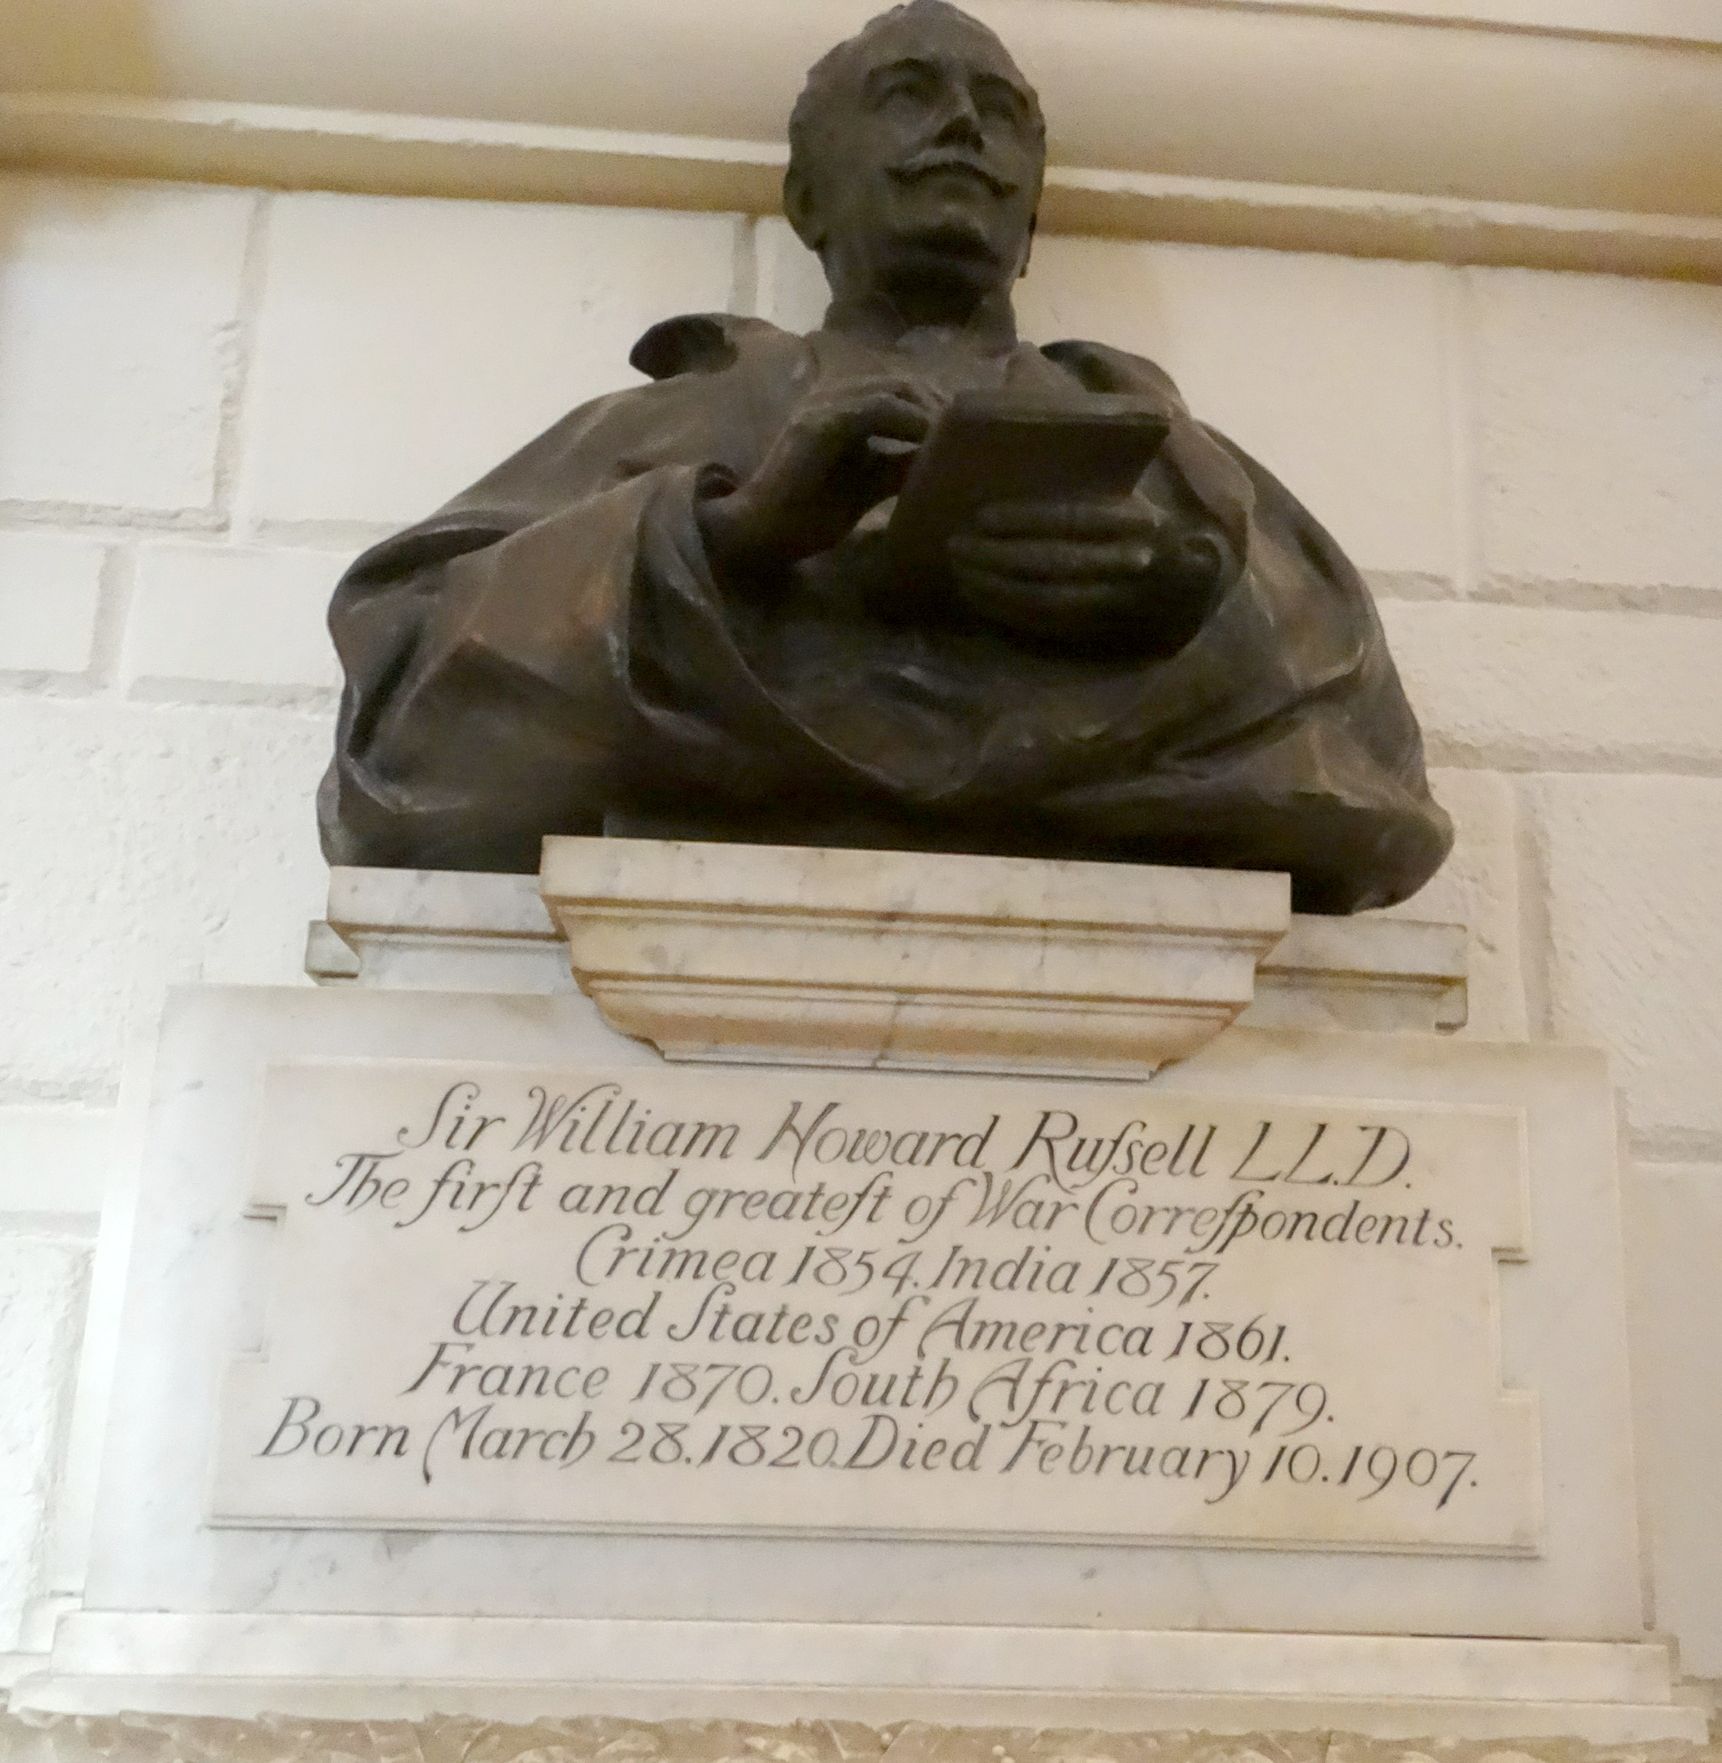 Sir William Howard Ruſsell LL.D.
The firſt and greateſt of War Correſpondents.
Crimea 1854. India 1857.
United States of America 1861.
France 1870. South Africa 1879.
Born March 28. 1820. Died February 10. 1907.